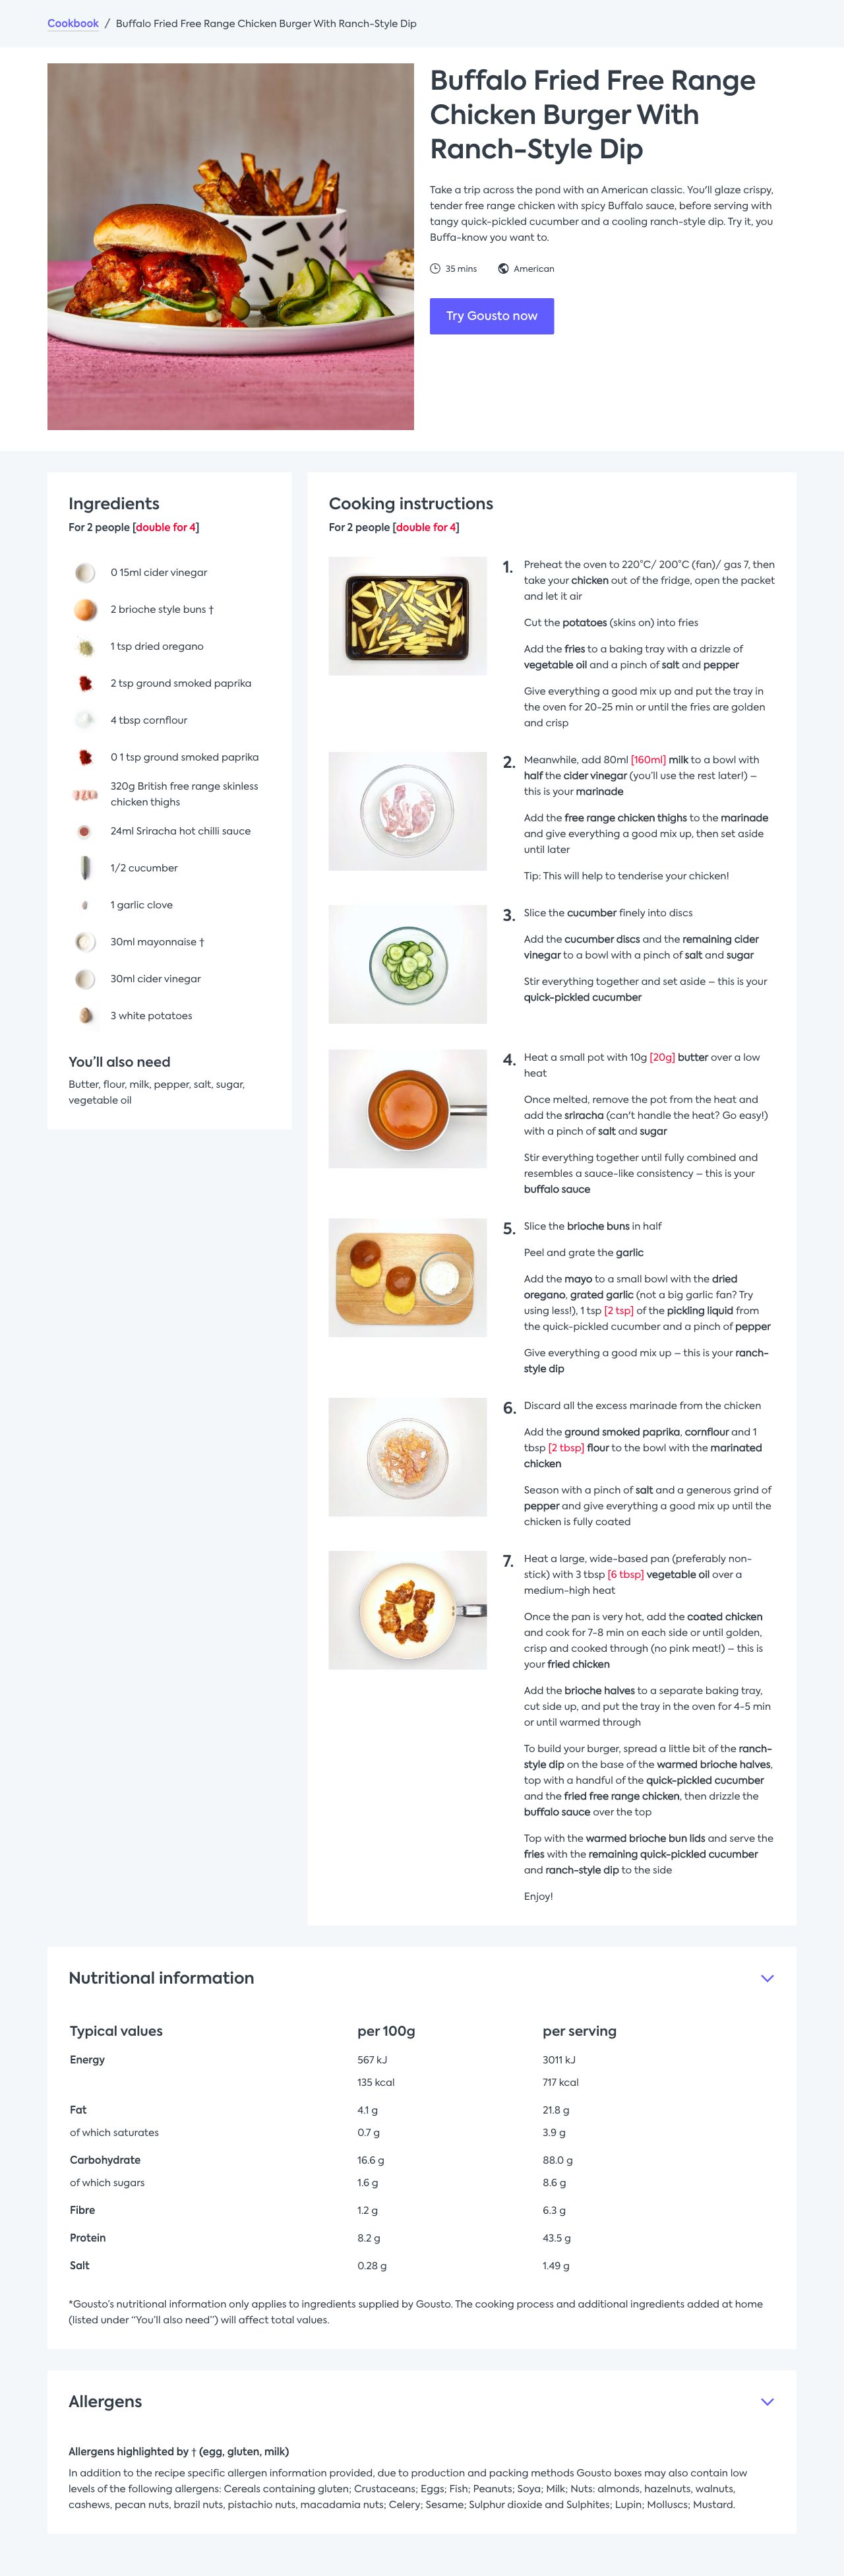 Cookbook / Buffalo Fried Free Range Chicken Burger With Ranch-Style Dip
Buffalo Fried Free Range
Chicken Burger With
Ranch-Style Dip
Take a trip across the pond with an American classic. You'll glaze crispy,
tender free range chicken with spicy Buffalo sauce, before serving with
tangy quick-pickled cucumber and a cooling ranch-style dip. Try it, you
Buffa-know you want to.
35 mins American
Try Gousto now
Ingredients
For 2 people [double for 4]
0 15ml cider vinegar
2 brioche style buns †
1 tsp dried oregano
2 tsp ground smoked paprika
4 tbsp cornflour
0 1 tsp ground smoked paprika
320g British free range skinless
chicken thighs
24ml Sriracha hot chilli sauce
1/2 cucumber
1 garlic clove
30ml mayonnaise †
30ml cider vinegar
3 white potatoes
You'll also need
Butter, flour, milk, pepper, salt, sugar,
vegetable oil
Cooking instructions
For 2 people [double for 4]
1. Preheat the oven to 220°C/ 200°C (fan)/ gas 7, then
take your chicken out of the fridge, open the packet
and let it air
Cut the potatoes (skins on) into fries
Add the fries to a baking tray with a drizzle of
vegetable oil and a pinch of salt and pepper
Give everything a good mix up and put the tray in
the oven for 20-25 min or until the fries are golden
and crisp
2. Meanwhile, add 80ml [160ml] milk to a bowl with
half the cider vinegar (you'll use the rest later!) –
this is your marinade
Add the free range chicken thighs to the marinade
and give everything a good mix up, then set aside
until later
Tip: This will help to tenderise your chicken!
3. Slice the cucumber finely into discs
Add the cucumber discs and the remaining cider
vinegar to a bowl with a pinch of salt and sugar
Stir everything together and set aside – this is your
quick-pickled cucumber
4. Heat a small pot with 10g [20g] butter over a low
heat
Once melted, remove the pot from the heat and
add the sriracha (can't handle the heat? Go easy!)
with a pinch of salt and sugar
Stir everything together until fully combined and
resembles a sauce-like consistency – this is your
buffalo sauce
5. Slice the brioche buns in half
Peel and grate the garlic
Add the mayo to a small bowl with the dried
oregano, grated garlic (not a big garlic fan? Try
using less!), 1 tsp [2 tsp] of the pickling liquid from
the quick-pickled cucumber and a pinch of pepper
Give everything a good mix up – this is your ranch-
style dip
6. Discard all the excess marinade from the chicken
Add the ground smoked paprika, cornflour and 1
tbsp [2 tbsp] flour to the bowl with the marinated
chicken
Season with a pinch of salt and a generous grind of
pepper and give everything a good mix up until the
chicken is fully coated
7. Heat a large, wide-based pan (preferably non-
stick) with 3 tbsp [6 tbsp] vegetable oil over a
medium-high heat
Once the pan is very hot, add the coated chicken
and cook for 7-8 min on each side or until golden,
crisp and cooked through (no pink meat!) – this is
your fried chicken
Add the brioche halves to a separate baking tray,
cut side up, and put the tray in the oven for 4-5 min
or until warmed through
To build your burger, spread a little bit of the ranch-
style dip on the base of the warmed brioche halves,
top with a handful of the quick-pickled cucumber
and the fried free range chicken, then drizzle the
buffalo sauce over the top
Top with the warmed brioche bun lids and serve the
fries with the remaining quick-pickled cucumber
and ranch-style dip to the side
Enjoy!
Nutritional information
Typical values per 100g per serving
Energy 567 kJ 3011 kJ
135 kcal 717 kcal
Fat 4.1 g 21.8 g
of which saturates 0.7 g 3.9 g
Carbohydrate 16.6 g 88.0 g
of which sugars 1.6 g 8.6 g
Fibre 1.2 g 6.3 g
Protein 8.2 g 43.5 g
Salt 0.28 g 1.49 g
*Gousto's nutritional information only applies to ingredients supplied by Gousto. The cooking process and additional ingredients added at home
(listed under "You'll also need") will affect total values.
Allergens
Allergens highlighted by † (egg, gluten, milk)
In addition to the recipe specific allergen information provided, due to production and packing methods Gousto boxes may also contain low
levels of the following allergens: Cereals containing gluten; Crustaceans; Eggs; Fish; Peanuts; Soya; Milk; Nuts: almonds, hazelnuts, walnuts,
cashews, pecan nuts, brazil nuts, pistachio nuts, macadamia nuts; Celery; Sesame; Sulphur dioxide and Sulphites; Lupin; Molluscs; Mustard.